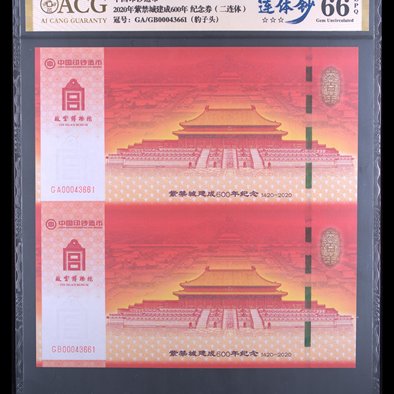 ACG
AI CANG GUARANTY
2020年紫禁城建成600年 纪念券（二连体）
冠号：GA/GB00043661（豹子头）
连体钞
☆☆☆
66
EPQ
Gem Uncirculated
中国印钞造币
故宫博物院
THE PALACE MUSEUM
GA00043661
紫禁城建成600年纪念
1420-2020
中国印钞造币
故宫博物院
THE PALACE MUSEUM
GB00043661
紫禁城建成600年纪念
1420-2020